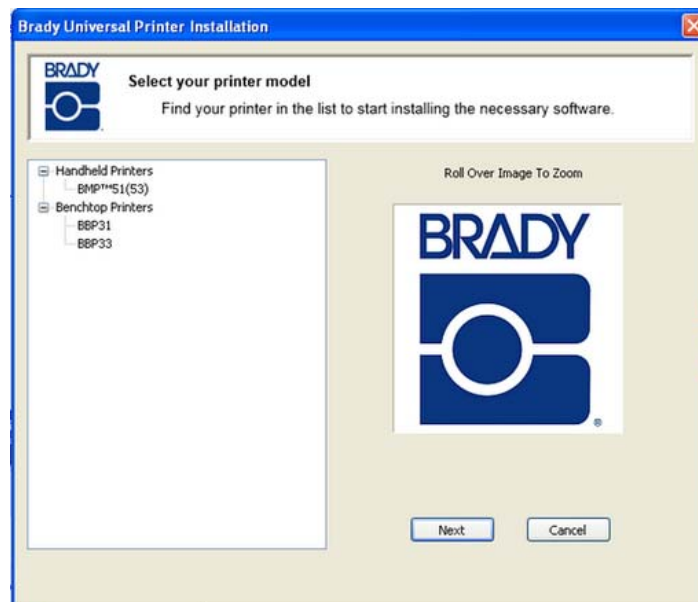 Brady Universal Printer Installation
BRADY
Select your printer model
Find your printer in the list to start installing the necessary software.
Handheld Printers
BMP™51(53)
Benchtop Printers
BBP31
BBP33
Roll Over Image To Zoom
BRADY
®
Next
Cancel